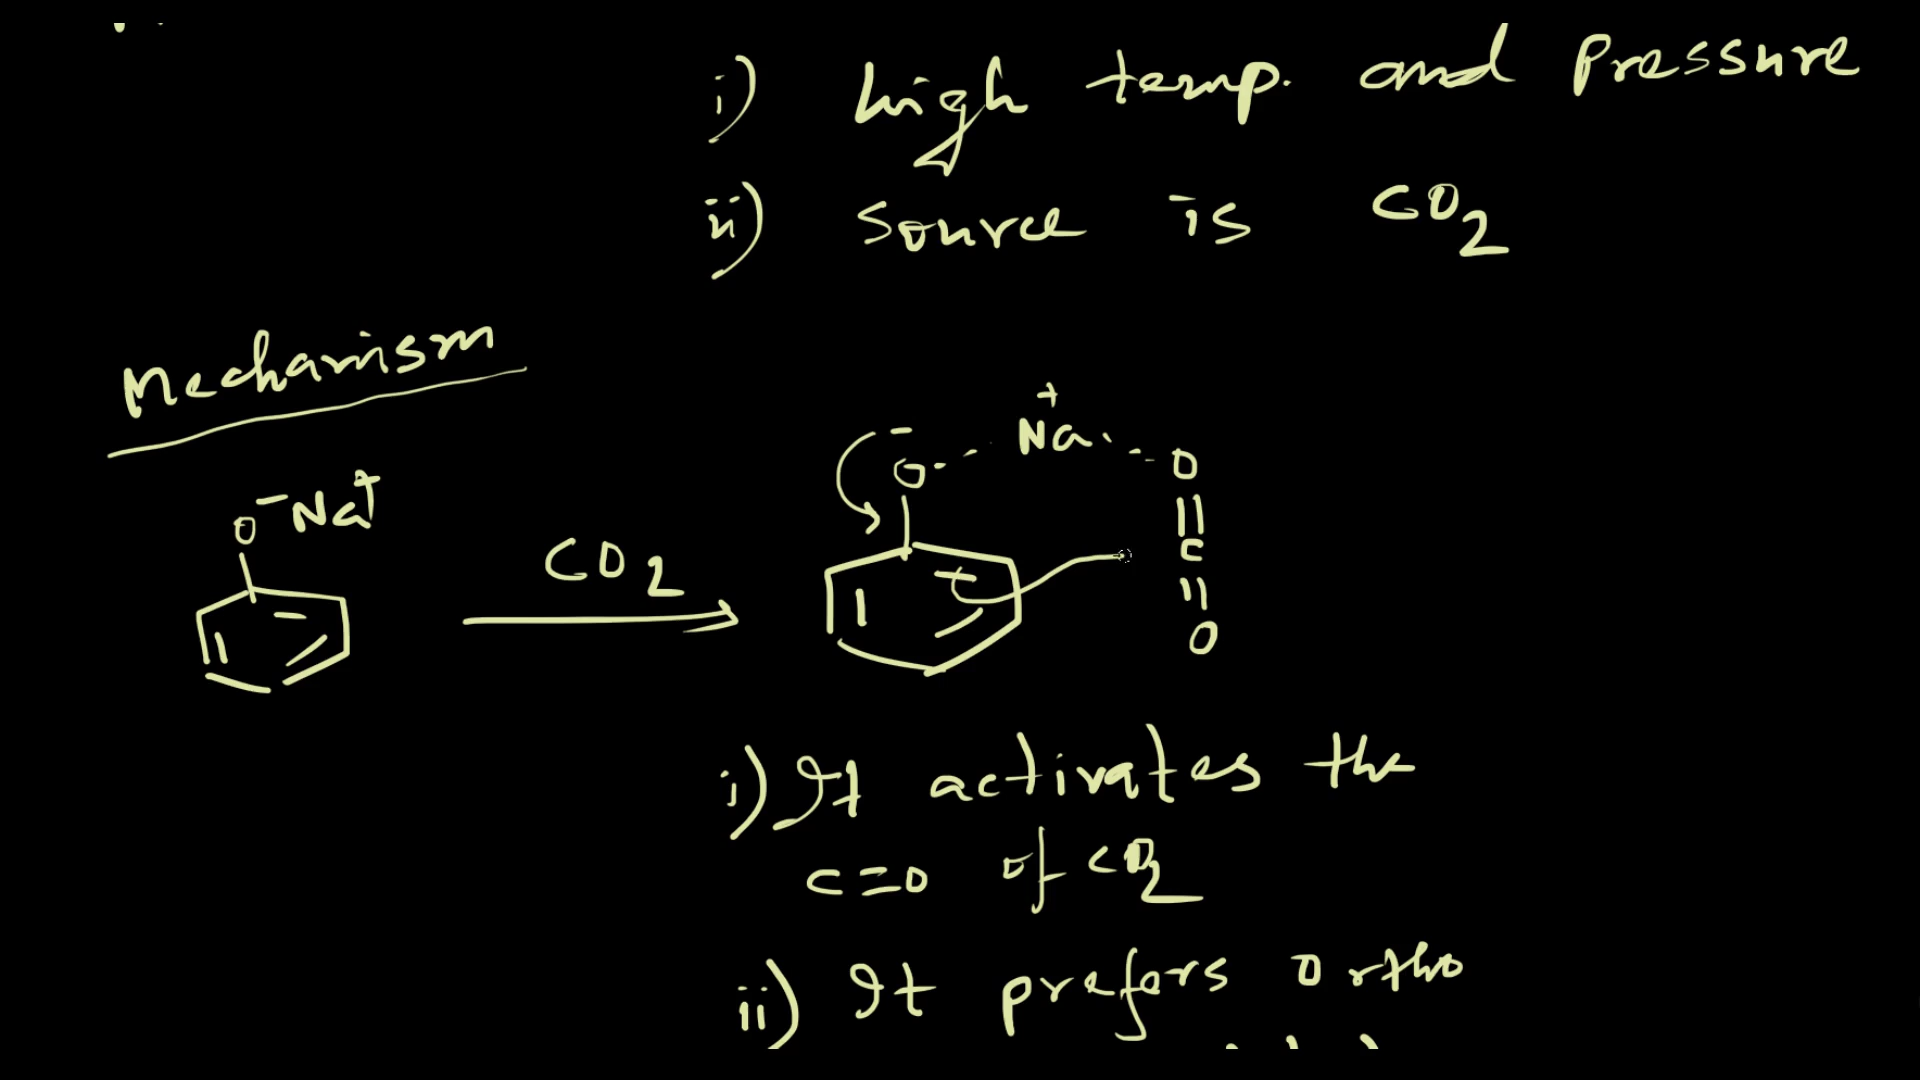 i) high temp. and pressure
ii) source is CO2
Mechanism
O⁻Na⁺
CO2
O⁻ --- Na⁺ --- O
C
O
i) It activates the
C=O of CO2
ii) It prefers ortho